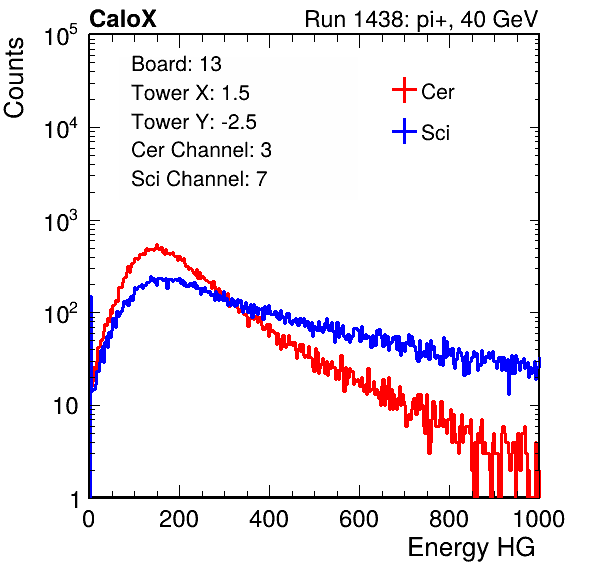 CaloX
Run 1438: pi+, 40 GeV
Counts
10^5
10^4
10^3
10^2
10
1
Board: 13
Tower X: 1.5
Tower Y: -2.5
Cer Channel: 3
Sci Channel: 7
Cer
Sci
0 200 400 600 800 1000
Energy HG